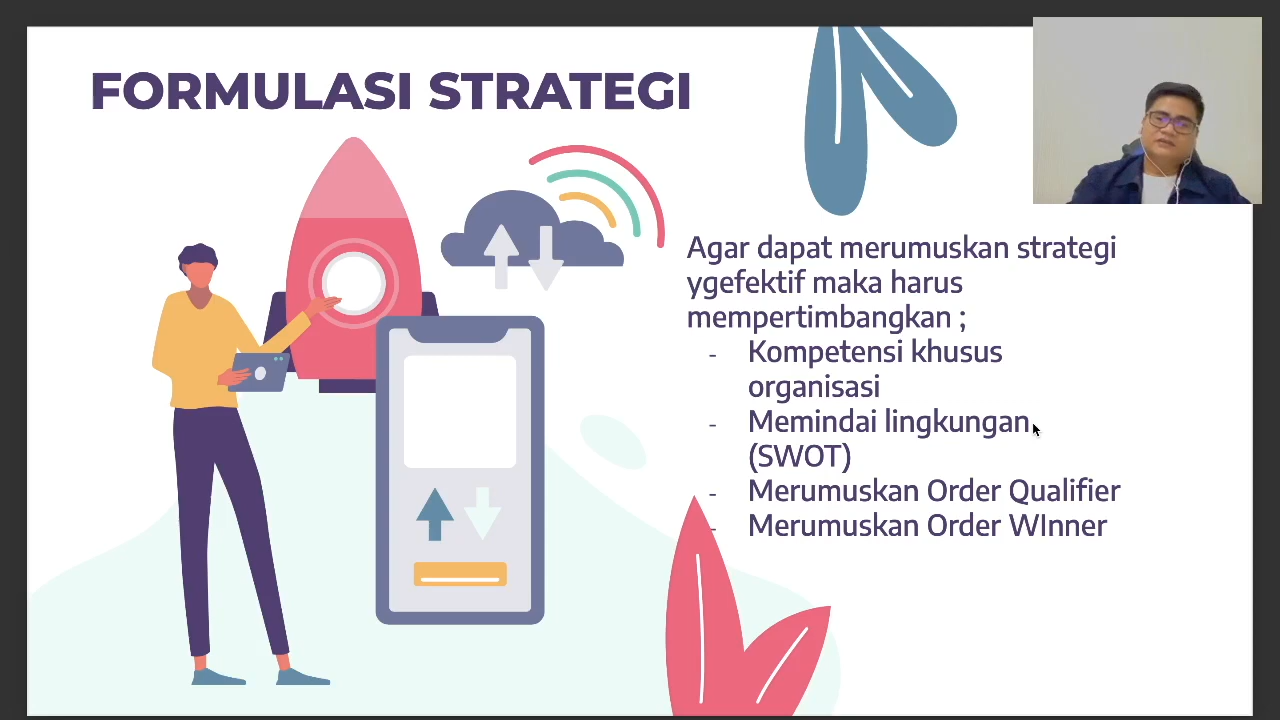 FORMULASI STRATEGI
Agar dapat merumuskan strategi
ygefektif maka harus
mempertimbangkan ;
- Kompetensi khusus
organisasi
- Memindai lingkungan
(SWOT)
- Merumuskan Order Qualifier
- Merumuskan Order WInner